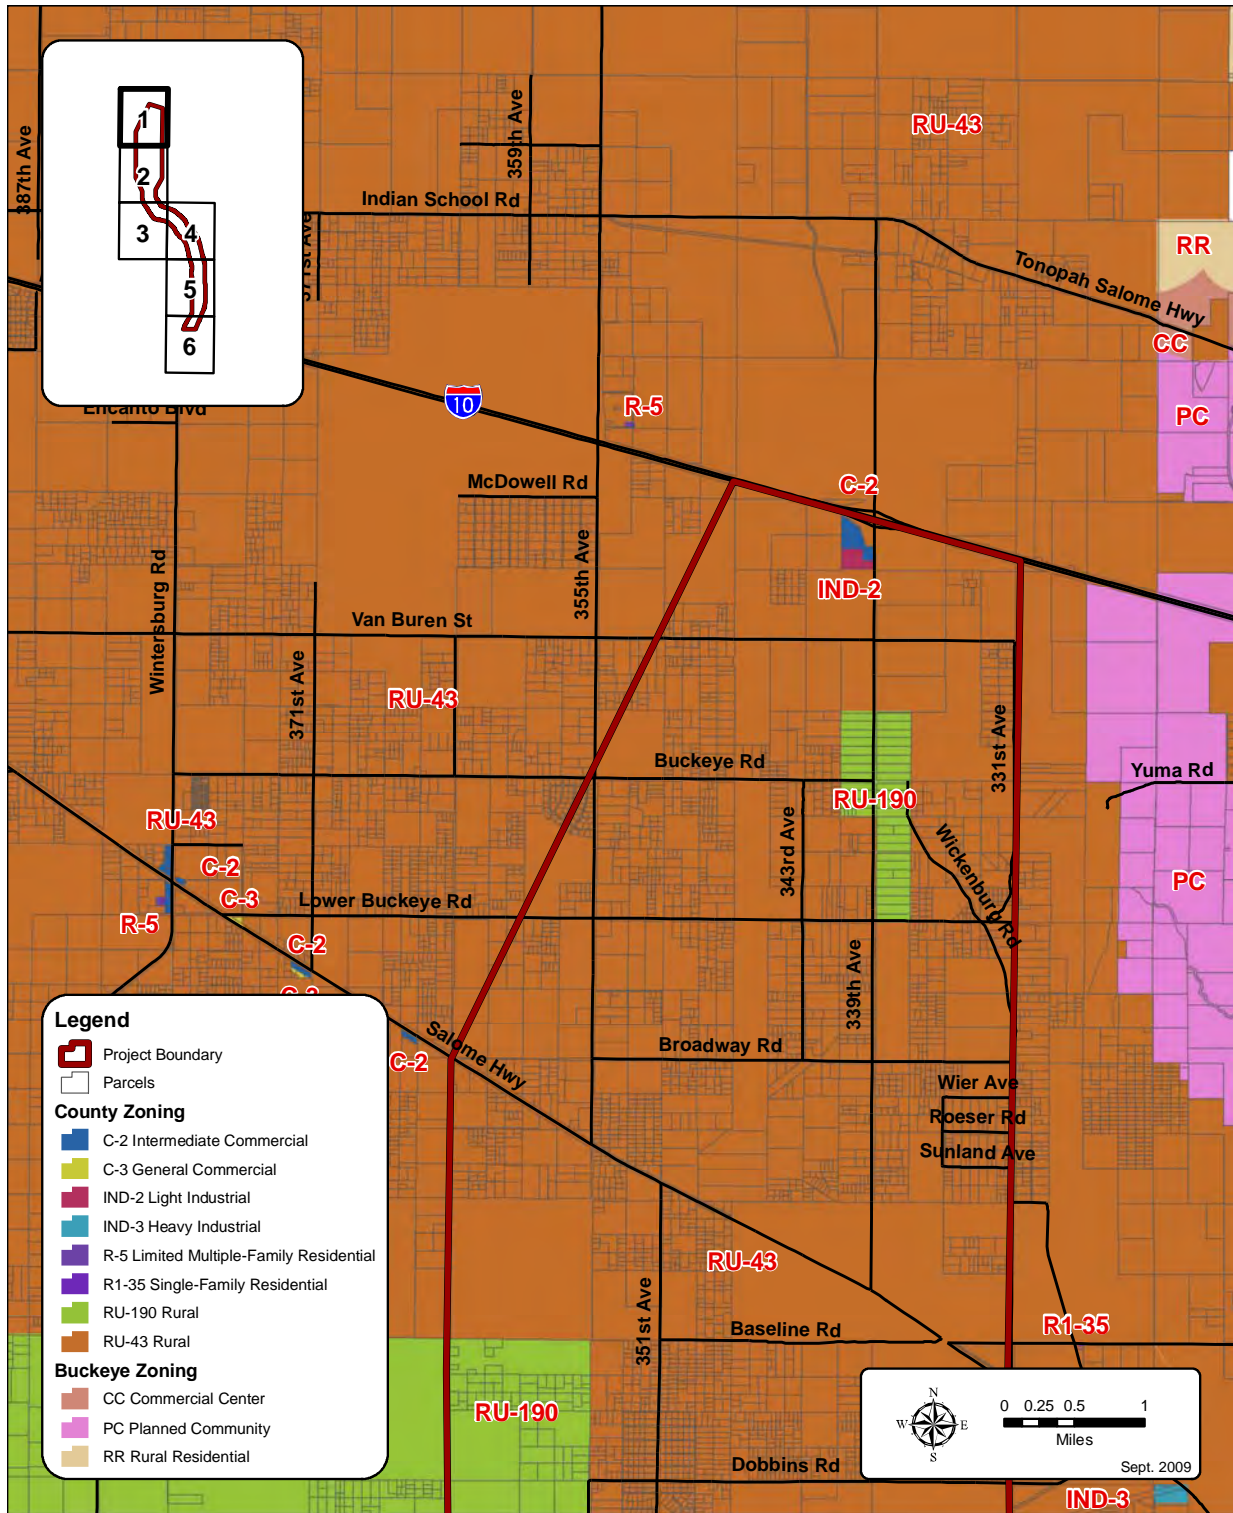 1
2
3
4
5
6
387th Ave
359th Ave
Indian School Rd
371st Ave
RU-43
RR
Tonopah Salome Hwy
CC
PC
Encanto Blvd
10
R-5
McDowell Rd
C-2
355th Ave
IND-2
Wintersburg Rd
Van Buren St
371st Ave
RU-43
331st Ave
Buckeye Rd
Yuma Rd
RU-190
RU-43
343rd Ave
Wickenburg Rd
C-2
C-3
Lower Buckeye Rd
PC
R-5
C-2
C-3
339th Ave
Salome Hwy
C-2
Broadway Rd
Wier Ave
Roeser Rd
Sunland Ave
RU-43
351st Ave
Baseline Rd
R1-35
RU-190
Dobbins Rd
IND-3
Legend
Project Boundary
Parcels
County Zoning
C-2 Intermediate Commercial
C-3 General Commercial
IND-2 Light Industrial
IND-3 Heavy Industrial
R-5 Limited Multiple-Family Residential
R1-35 Single-Family Residential
RU-190 Rural
RU-43 Rural
Buckeye Zoning
CC Commercial Center
PC Planned Community
RR Rural Residential
N
W E
S
0 0.25 0.5 1
Miles
Sept. 2009